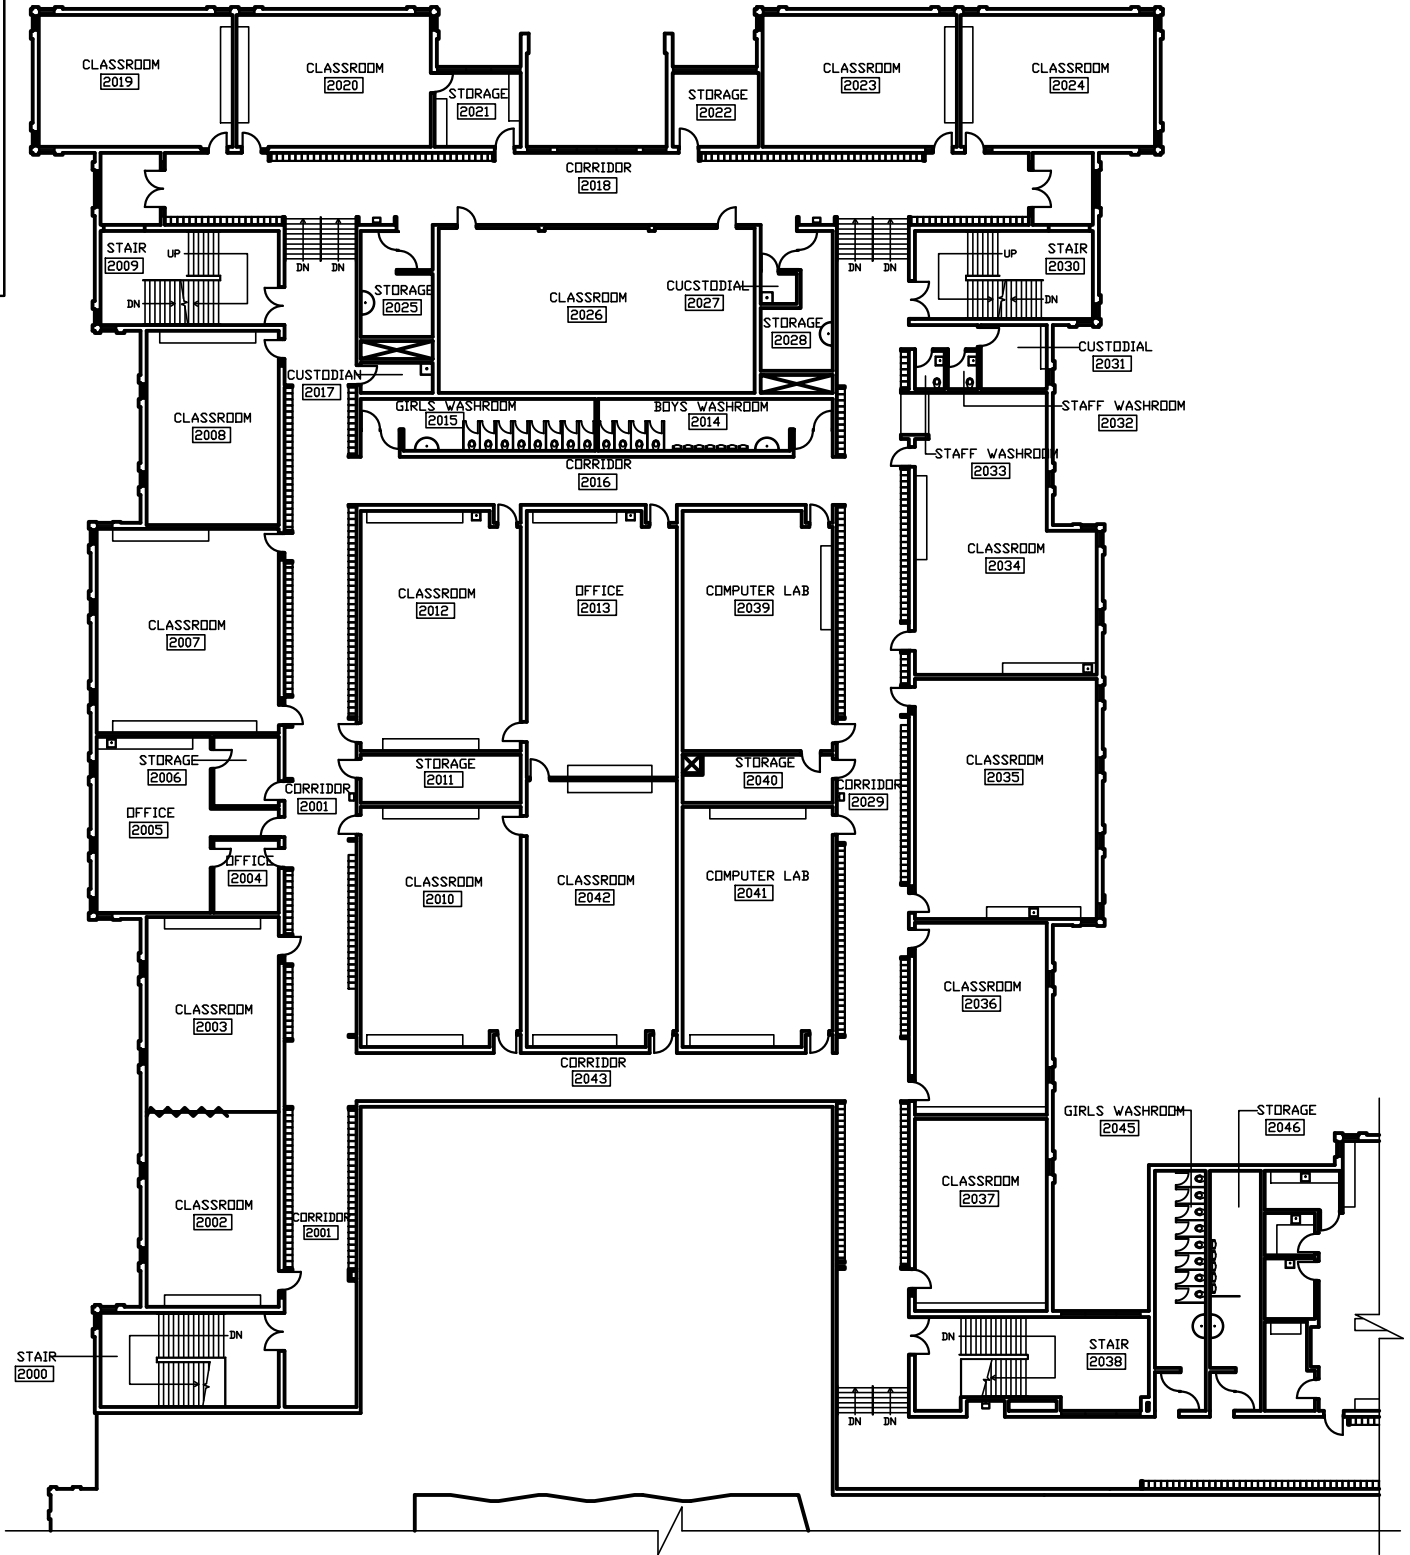 CLASSROOM
2019
CLASSROOM
2020
STORAGE
2021
STORAGE
2022
CLASSROOM
2023
CLASSROOM
2024
CORRIDOR
2018
STAIR
2009
UP
DN
DN
DN
STORAGE
2025
CLASSROOM
2026
CUCSTODIAL
2027
STORAGE
2028
DN
DN
STAIR
2030
UP
DN
CUSTODIAL
2031
STAFF WASHROOM
2032
STAFF WASHROOM
2033
CUSTODIAN
2017
CLASSROOM
2008
GIRLS WASHROOM
2015
BOYS WASHROOM
2014
CORRIDOR
2016
CLASSROOM
2007
CLASSROOM
2012
OFFICE
2013
COMPUTER LAB
2039
CLASSROOM
2034
STORAGE
2006
CORRIDOR
2001
STORAGE
2011
STORAGE
2040
CORRIDOR
2029
CLASSROOM
2035
OFFICE
2005
OFFICE
2004
CLASSROOM
2010
CLASSROOM
2042
COMPUTER LAB
2041
CLASSROOM
2003
CLASSROOM
2036
CORRIDOR
2043
GIRLS WASHROOM
2045
STORAGE
2046
CLASSROOM
2002
CORRIDOR
2001
CLASSROOM
2037
STAIR
2000
DN
DN
STAIR
2038
DN
DN